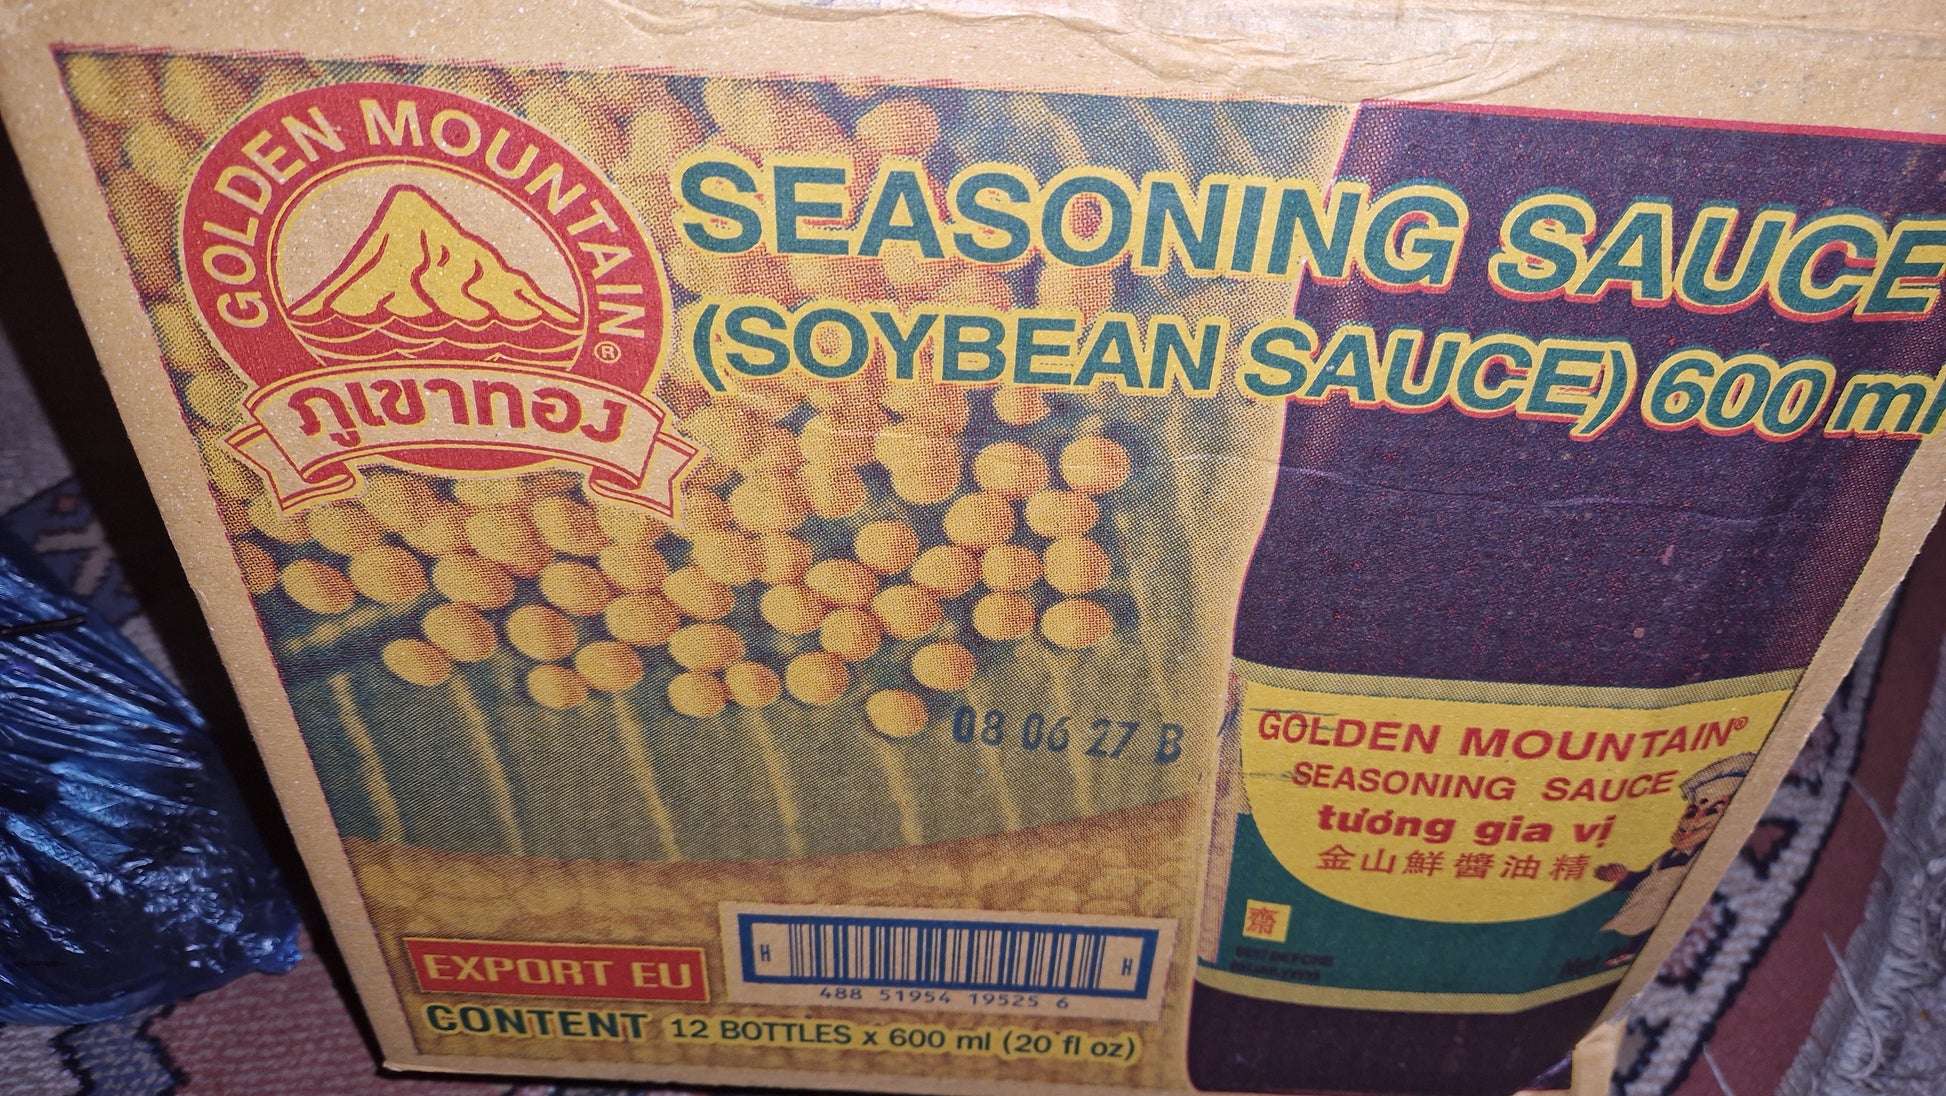 GOLDEN MOUNTAIN
®
ภูเขาทอง
SEASONING SAUCE
(SOYBEAN SAUCE) 600 ml
08 06 27 B
GOLDEN MOUNTAIN®
SEASONING SAUCE
tương gia vị
金山鮮醬油精
齋
EXPORT EU
H H
488 51954 19525 6
CONTENT 12 BOTTLES x 600 ml (20 fl oz)